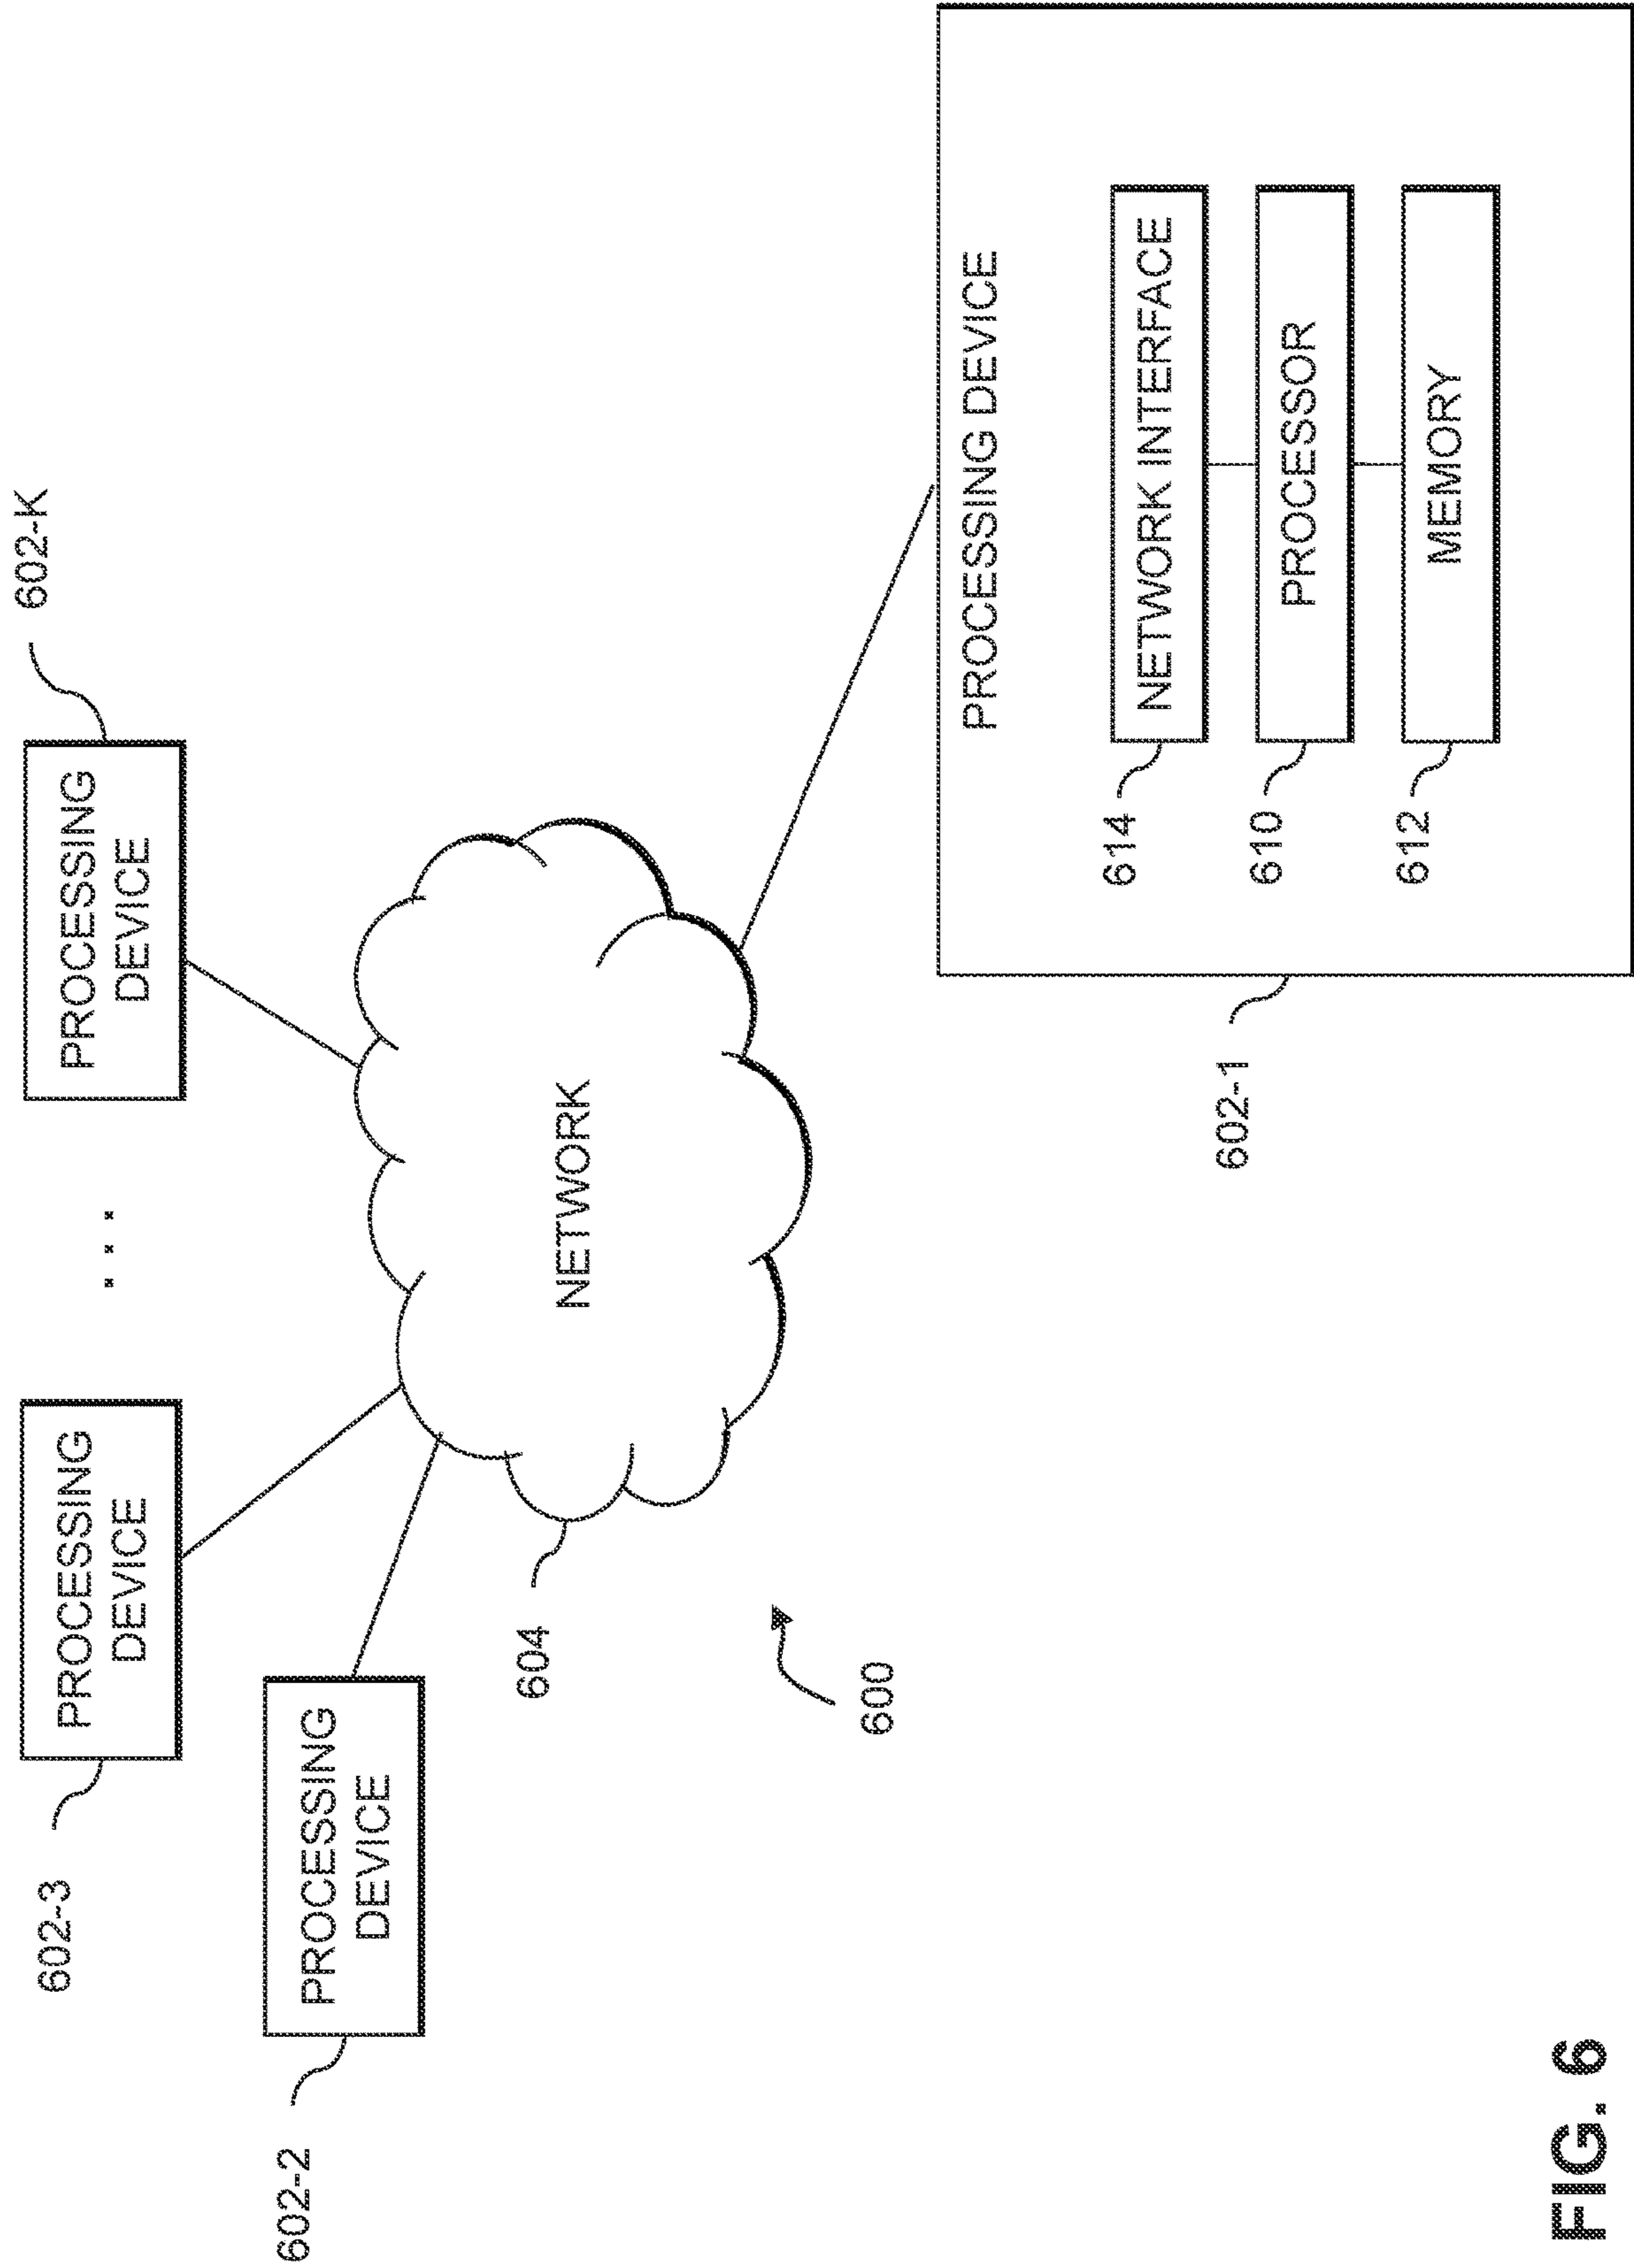 600
602-2
PROCESSING
DEVICE
602-3
PROCESSING
DEVICE
. . .
PROCESSING
DEVICE
602-K
604
NETWORK
602-1
PROCESSING DEVICE
614
NETWORK INTERFACE
610
PROCESSOR
612
MEMORY
FIG. 6